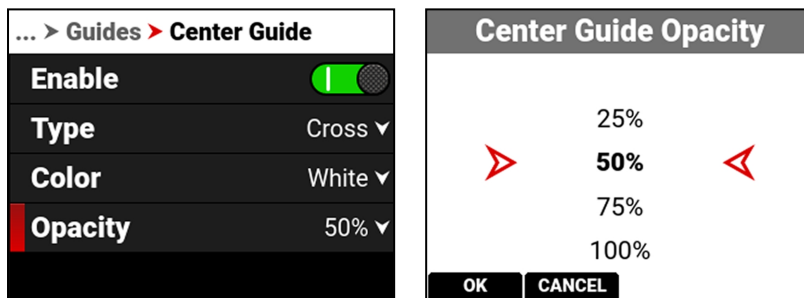 ... > Guides > Center Guide
Enable
Type Cross
Color White
Opacity 50%
Center Guide Opacity
25%
50%
75%
100%
OK CANCEL